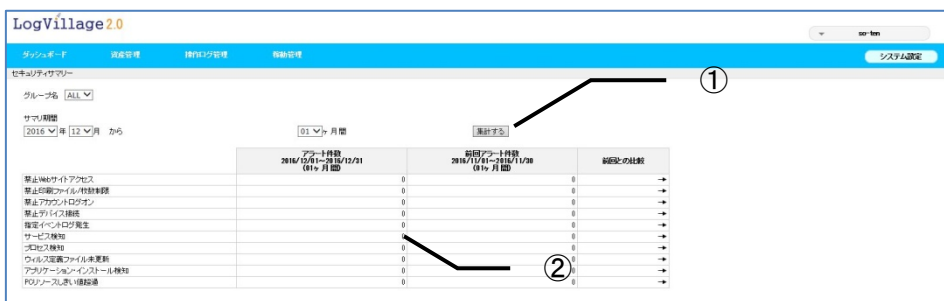 LogVillage 2.0
so-ten
ダッシュボード 資産管理 操作ログ管理 稼動管理 システム設定
セキュリティサマリー
グループ名 ALL
①
サマリ期間
2016 年 12 月 から 01 ヶ月間 集計する
アラート件数 前回アラート件数 前回との比較
2016/12/01~2016/12/31 2016/11/01~2016/11/30
(01ヶ月間) (01ヶ月間)
禁止Webサイトアクセス 0 0 →
禁止印刷ファイル/枚数制限 0 0 →
禁止アカウントログオン 0 0 →
禁止デバイス接続 0 0 →
指定イベントログ発生 0 0 →
サービス検知 0 0 →
プロセス検知 0 0 →
ウィルス定義ファイル未更新 0 0 →
②
アプリケーション・インストール検知 0 0 →
PCリソースしきい値超過 0 0 →